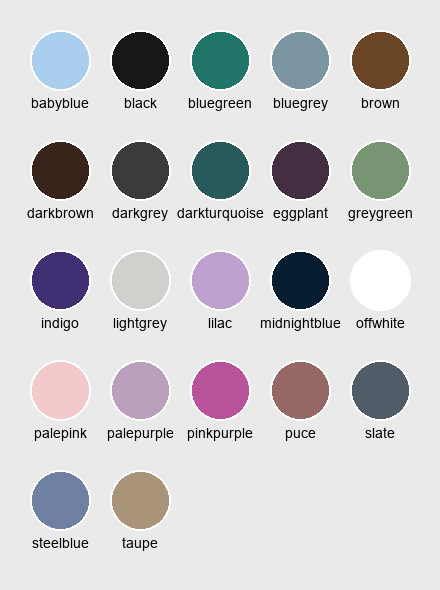 babyblue black bluegreen bluegrey brown
darkbrown darkgrey darkturquoise eggplant greygreen
indigo lightgrey lilac midnightblue offwhite
palepink palepurple pinkpurple puce slate
steelblue taupe